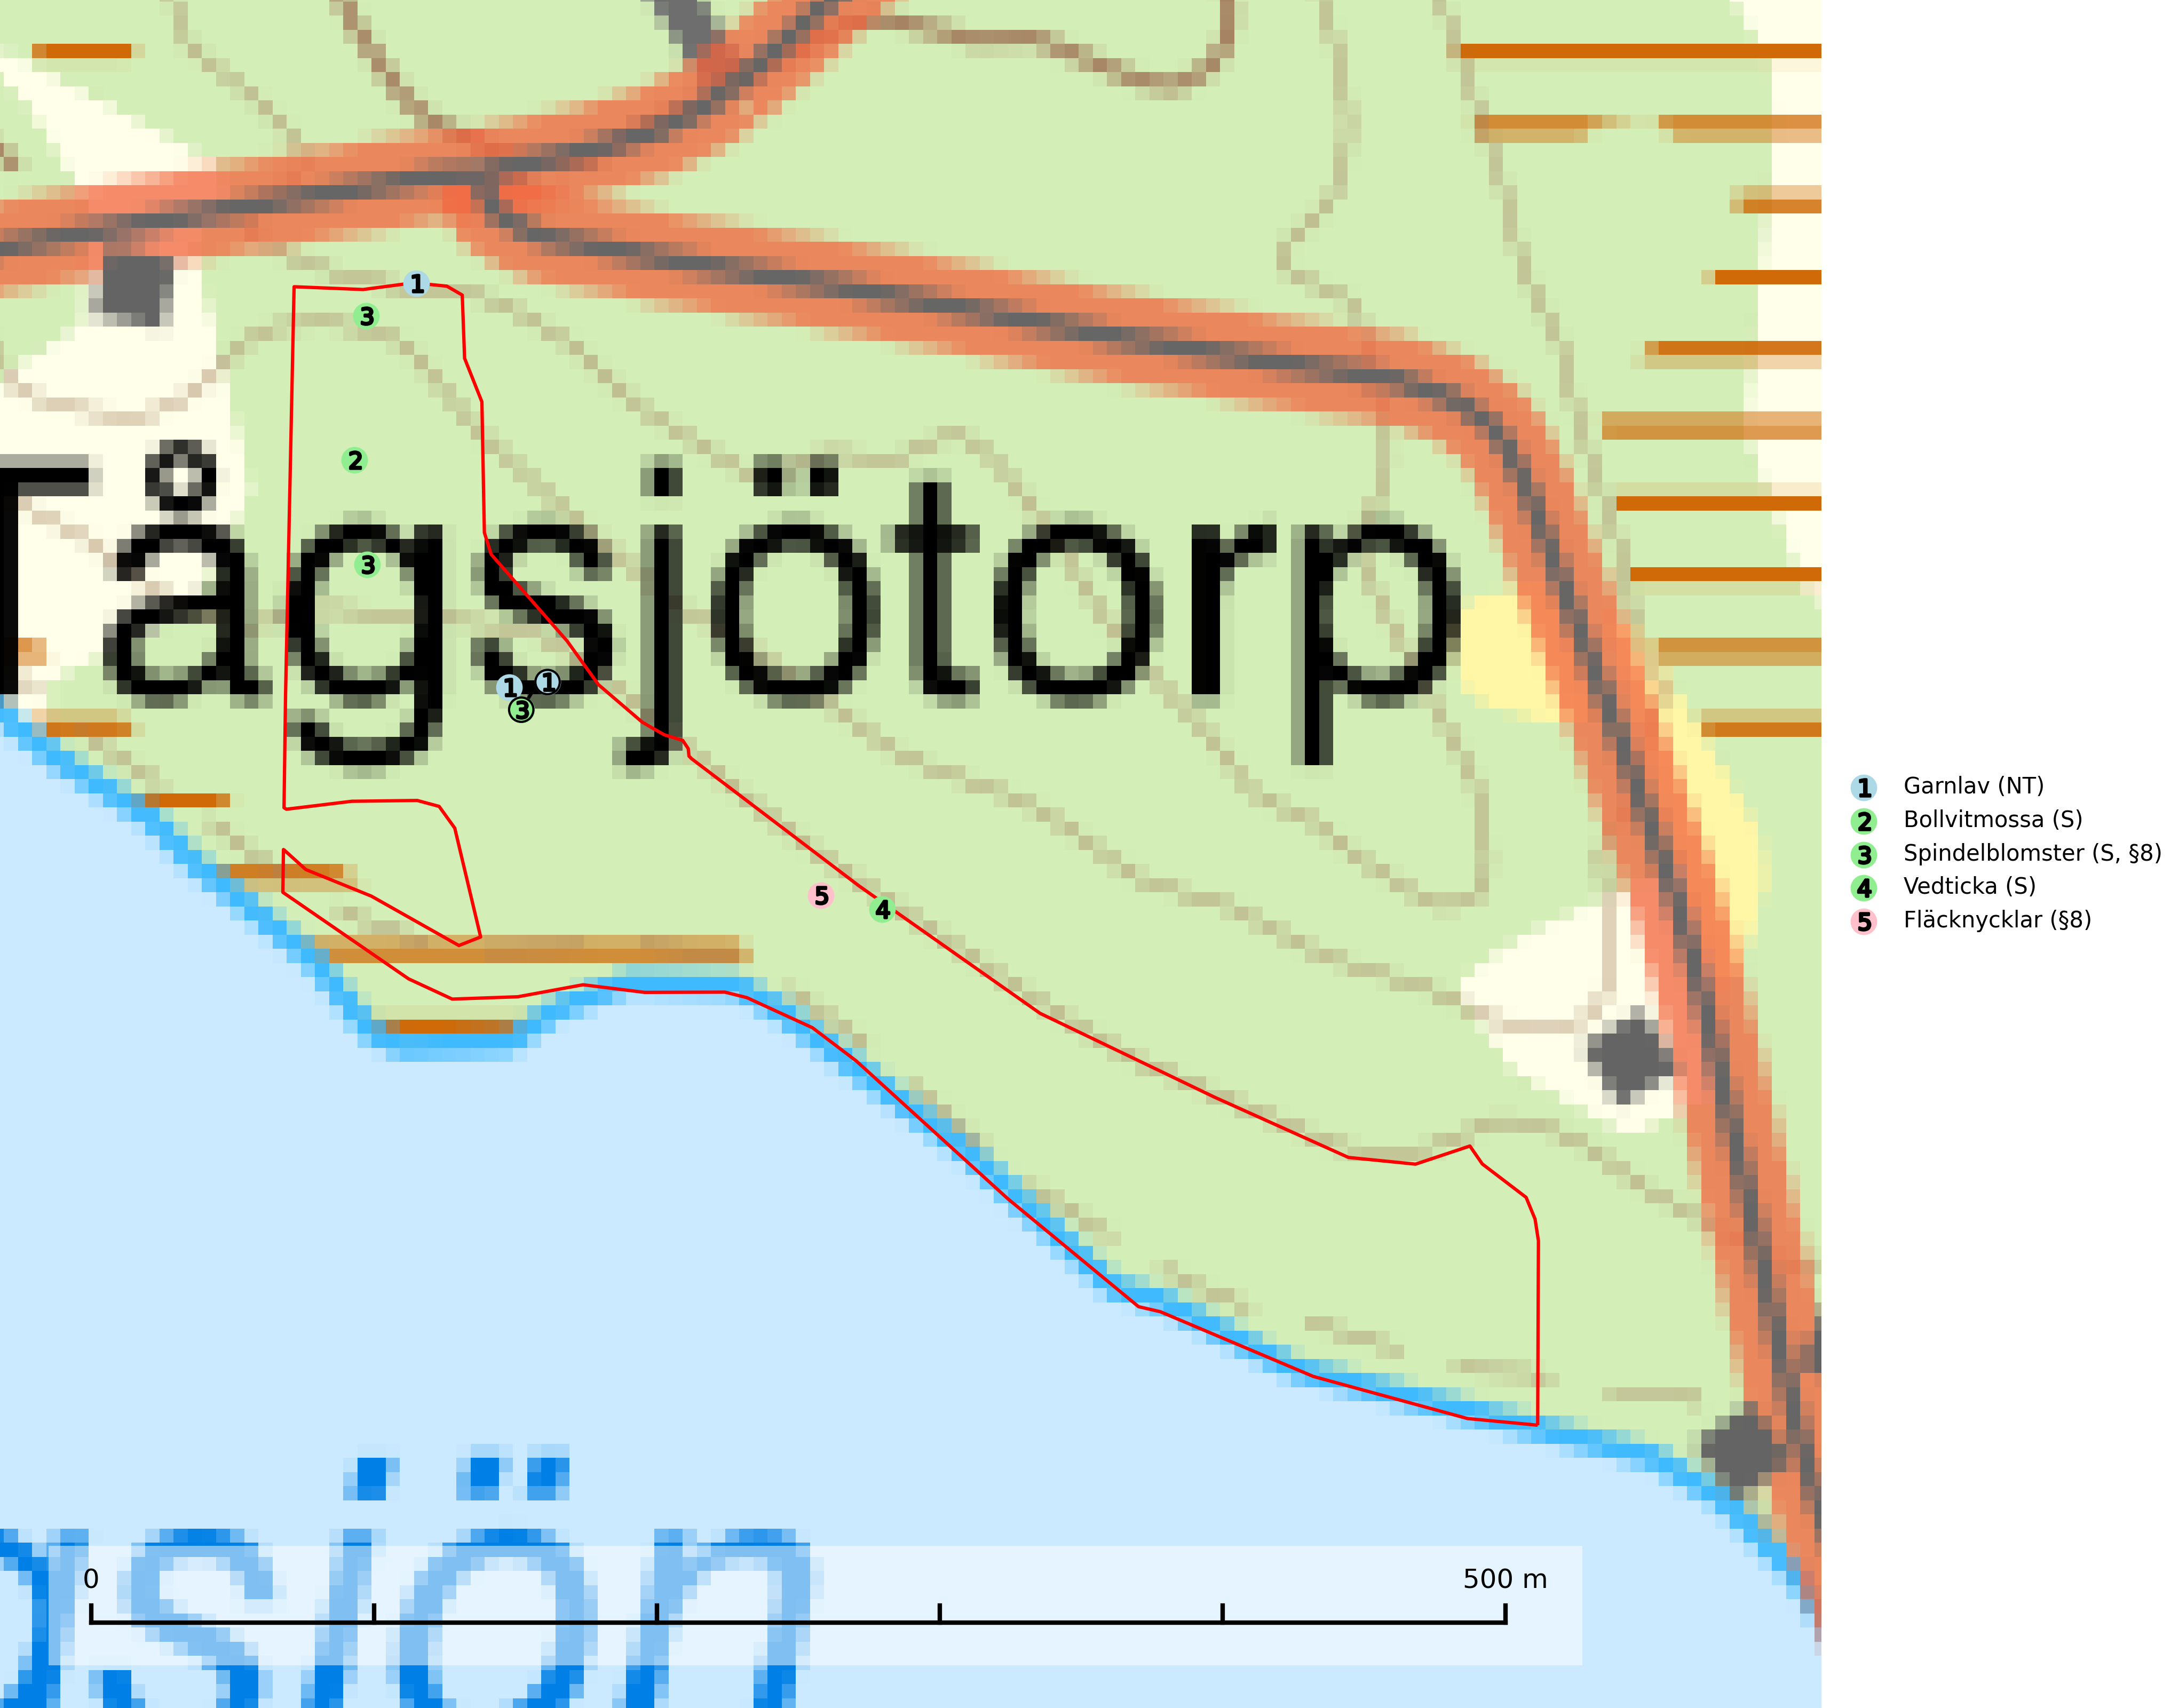 1
3
2
Tågsjötorp
3
1
1
3
5
4
1 Garnlav (NT)
2 Bollvitmossa (S)
3 Spindelblomster (S, §8)
4 Vedticka (S)
5 Fläcknycklar (§8)
0 500 m